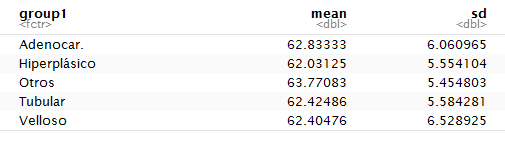 group1 mean sd
<fctr> <dbl> <dbl>
Adenocar. 62.83333 6.060965
Hiperplásico 62.03125 5.554104
Otros 63.77083 5.454803
Tubular 62.42486 5.584281
Velloso 62.40476 6.528925